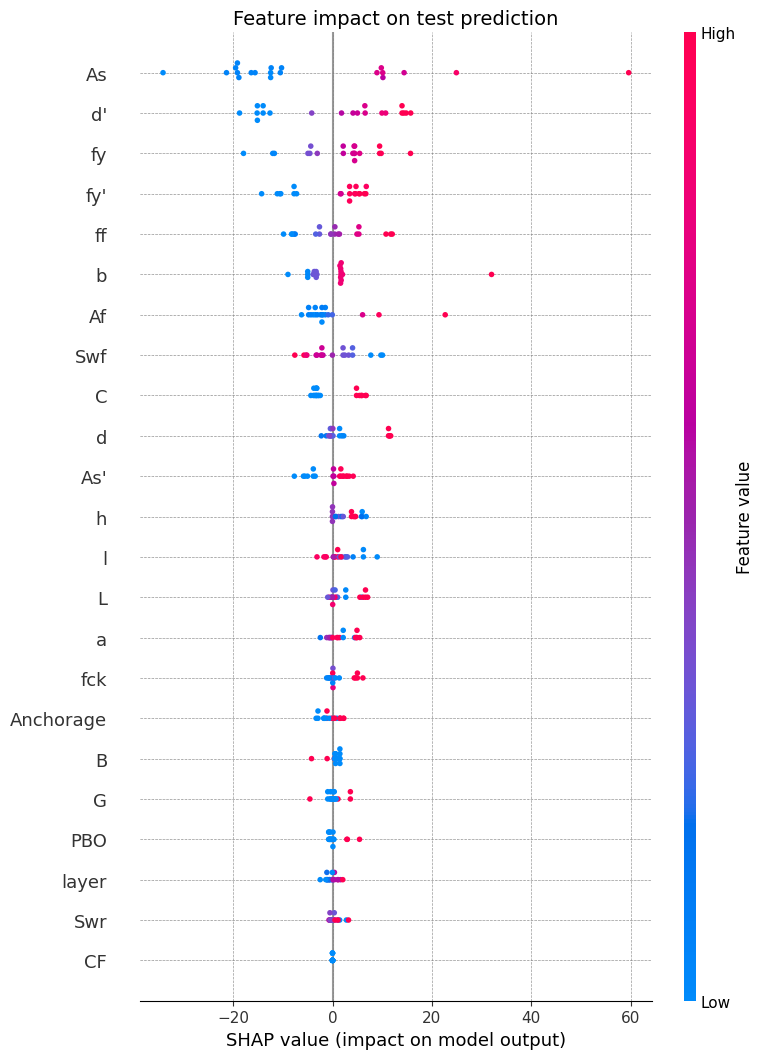 Feature impact on test prediction
High
As
d'
fy
fy'
ff
b
Af
Swf
C
d
As'
h
l
L
a
fck
Anchorage
B
G
PBO
layer
Swr
CF
Feature value
Low
−20 0 20 40 60
SHAP value (impact on model output)